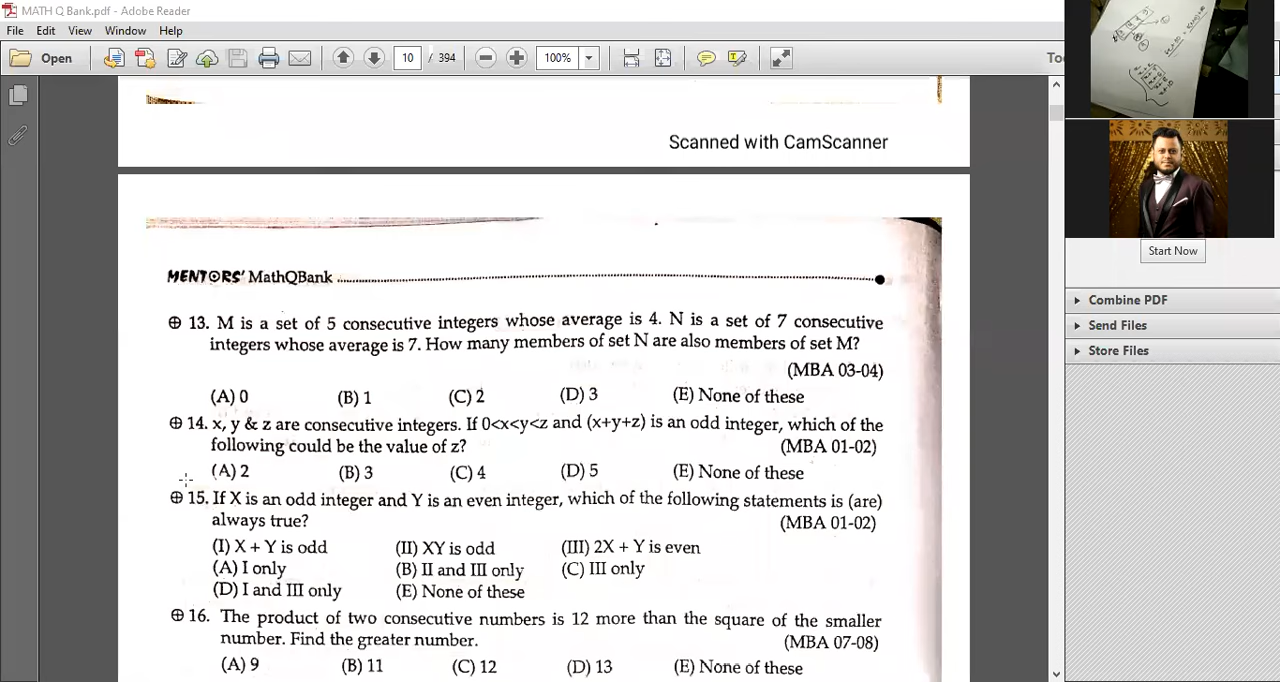 MATH Q Bank.pdf - Adobe Reader
File Edit View Window Help
Open 10 / 394 100%
Scanned with CamScanner
MENTORS' MathQBank
13. M is a set of 5 consecutive integers whose average is 4. N is a set of 7 consecutive
integers whose average is 7. How many members of set N are also members of set M?
(MBA 03-04)
(A) 0 (B) 1 (C) 2 (D) 3 (E) None of these
14. x, y & z are consecutive integers. If 0<x<y<z and (x+y+z) is an odd integer, which of the
following could be the value of z? (MBA 01-02)
(A) 2 (B) 3 (C) 4 (D) 5 (E) None of these
15. If X is an odd integer and Y is an even integer, which of the following statements is (are)
always true? (MBA 01-02)
(I) X + Y is odd (II) XY is odd (III) 2X + Y is even
(A) I only (B) II and III only (C) III only
(D) I and III only (E) None of these
16. The product of two consecutive numbers is 12 more than the square of the smaller
number. Find the greater number. (MBA 07-08)
(A) 9 (B) 11 (C) 12 (D) 13 (E) None of these
Start Now
Combine PDF
Send Files
Store Files